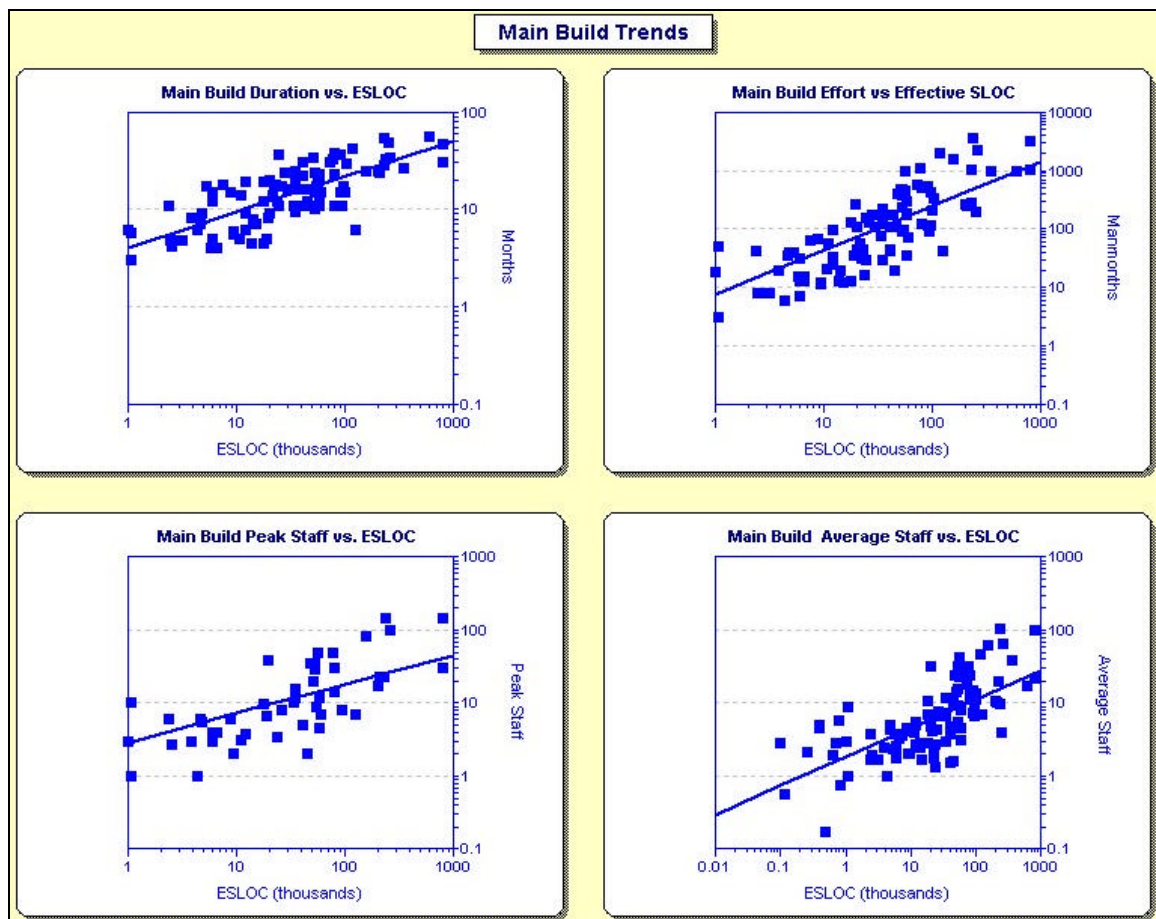 Main Build Trends
Main Build Duration vs. ESLOC
100
10
1
0.1
Months
1 10 100 1000
ESLOC (thousands)
Main Build Effort vs Effective SLOC
10000
1000
100
10
1
0.1
Manmonths
1 10 100 1000
ESLOC (thousands)
Main Build Peak Staff vs. ESLOC
1000
100
10
1
0.1
Peak Staff
1 10 100 1000
ESLOC (thousands)
Main Build Average Staff vs. ESLOC
1000
100
10
1
0.1
Average Staff
0.01 0.1 1 10 100 1000
ESLOC (thousands)